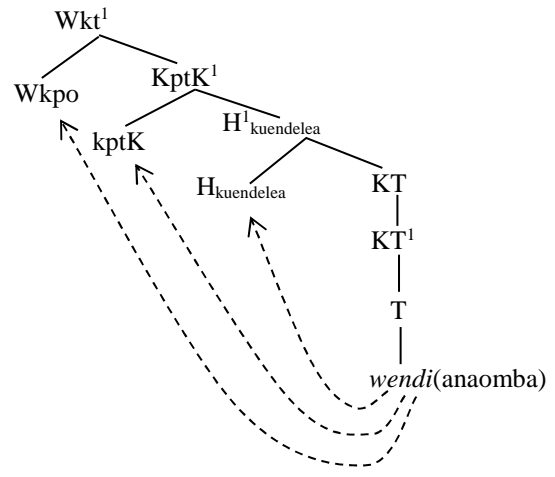 Wkt¹
KptK¹
Wkpo
H¹kuendelea
kptK
Hkuendelea
KT
KT¹
T
wendi(anaomba)